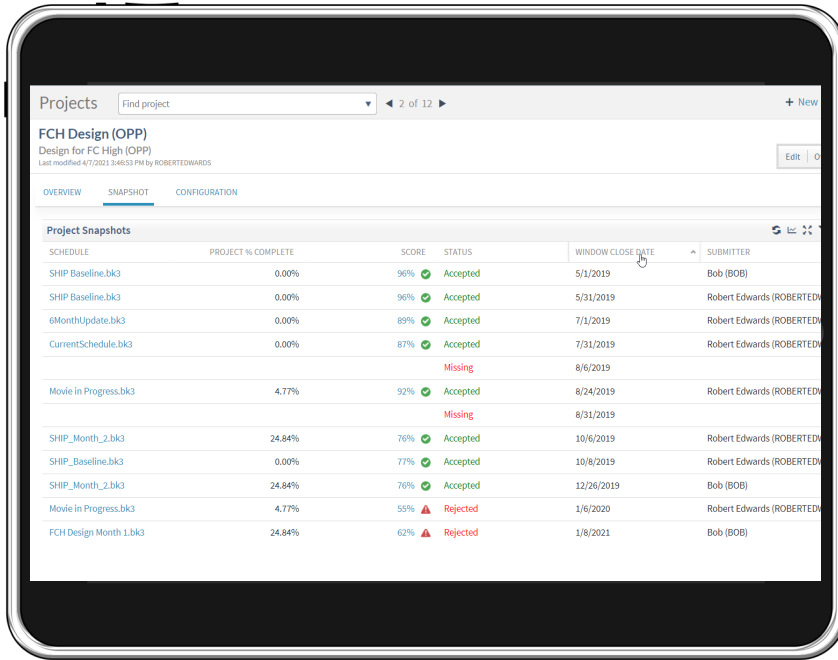 Projects Find project 2 of 12 + New
FCH Design (OPP)
Design for FC High (OPP)
Last modified 4/7/2021 3:46:53 PM by ROBERTEDWARDS
Edit
OVERVIEW SNAPSHOT CONFIGURATION
Project Snapshots
SCHEDULE PROJECT % COMPLETE SCORE STATUS WINDOW CLOSE DATE SUBMITTER
SHIP Baseline.bk3 0.00% 96% Accepted 5/1/2019 Bob (BOB)
SHIP Baseline.bk3 0.00% 96% Accepted 5/31/2019 Robert Edwards (ROBERTEDW
6MonthUpdate.bk3 0.00% 89% Accepted 7/1/2019 Robert Edwards (ROBERTEDW
CurrentSchedule.bk3 0.00% 87% Accepted 7/31/2019 Robert Edwards (ROBERTEDW
Missing 8/6/2019
Movie in Progress.bk3 4.77% 92% Accepted 8/24/2019 Robert Edwards (ROBERTEDW
Missing 8/31/2019
SHIP_Month_2.bk3 24.84% 76% Accepted 10/6/2019 Robert Edwards (ROBERTEDW
SHIP_Baseline.bk3 0.00% 77% Accepted 10/8/2019 Robert Edwards (ROBERTEDW
SHIP_Month_2.bk3 24.84% 76% Accepted 12/26/2019 Bob (BOB)
Movie in Progress.bk3 4.77% 55% Rejected 1/6/2020 Robert Edwards (ROBERTEDW
FCH Design Month 1.bk3 24.84% 62% Rejected 1/8/2021 Bob (BOB)